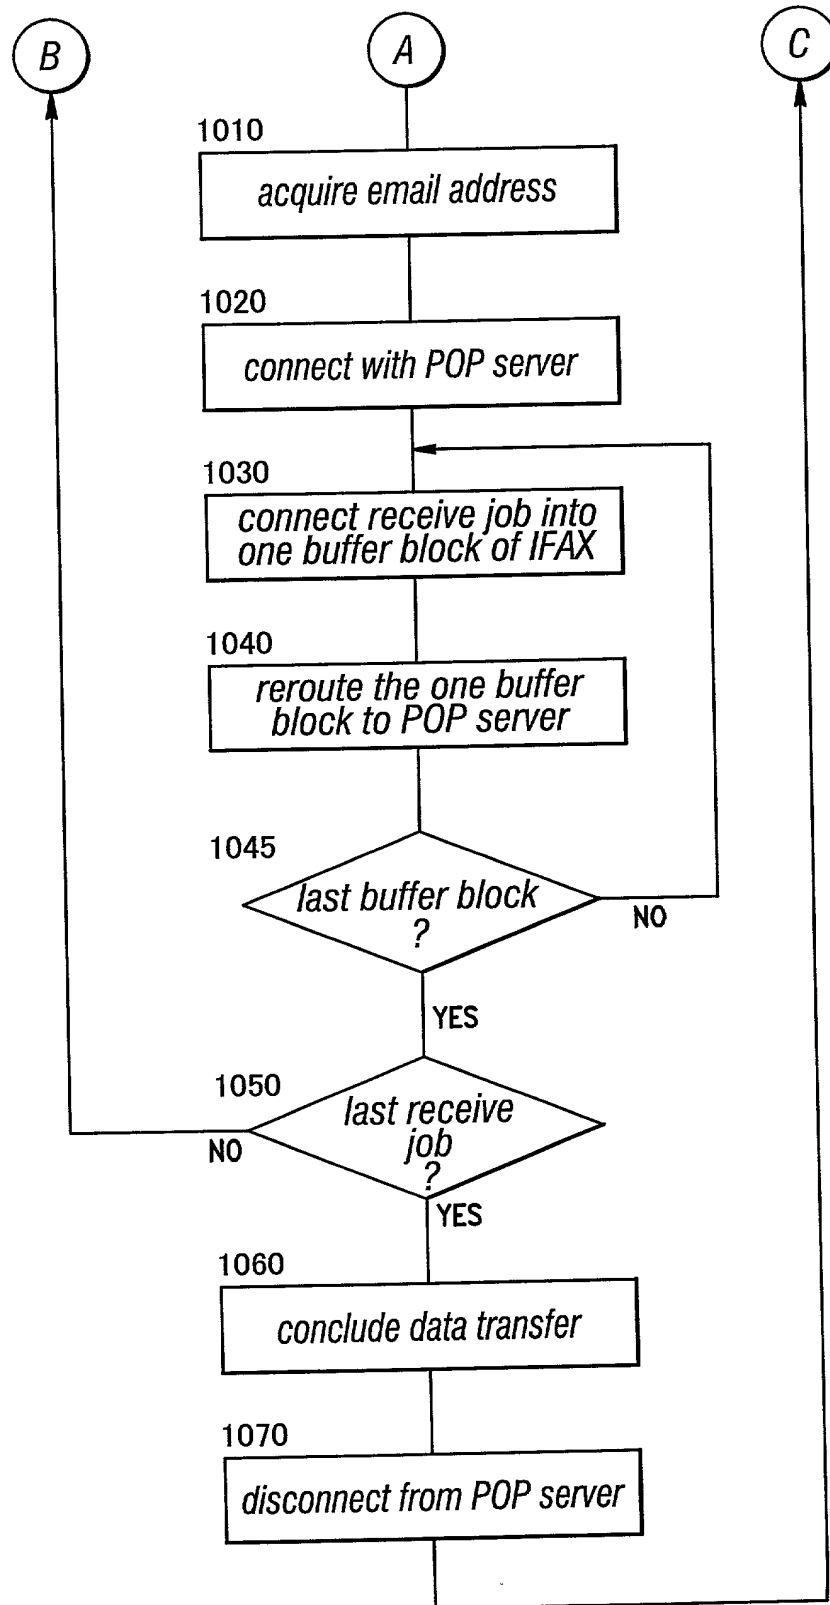 B
A
C
1010
acquire email address
1020
connect with POP server
1030
connect receive job into
one buffer block of IFAX
1040
reroute the one buffer
block to POP server
1045
last buffer block
?
NO
YES
1050
last receive
job
?
NO
YES
1060
conclude data transfer
1070
disconnect from POP server